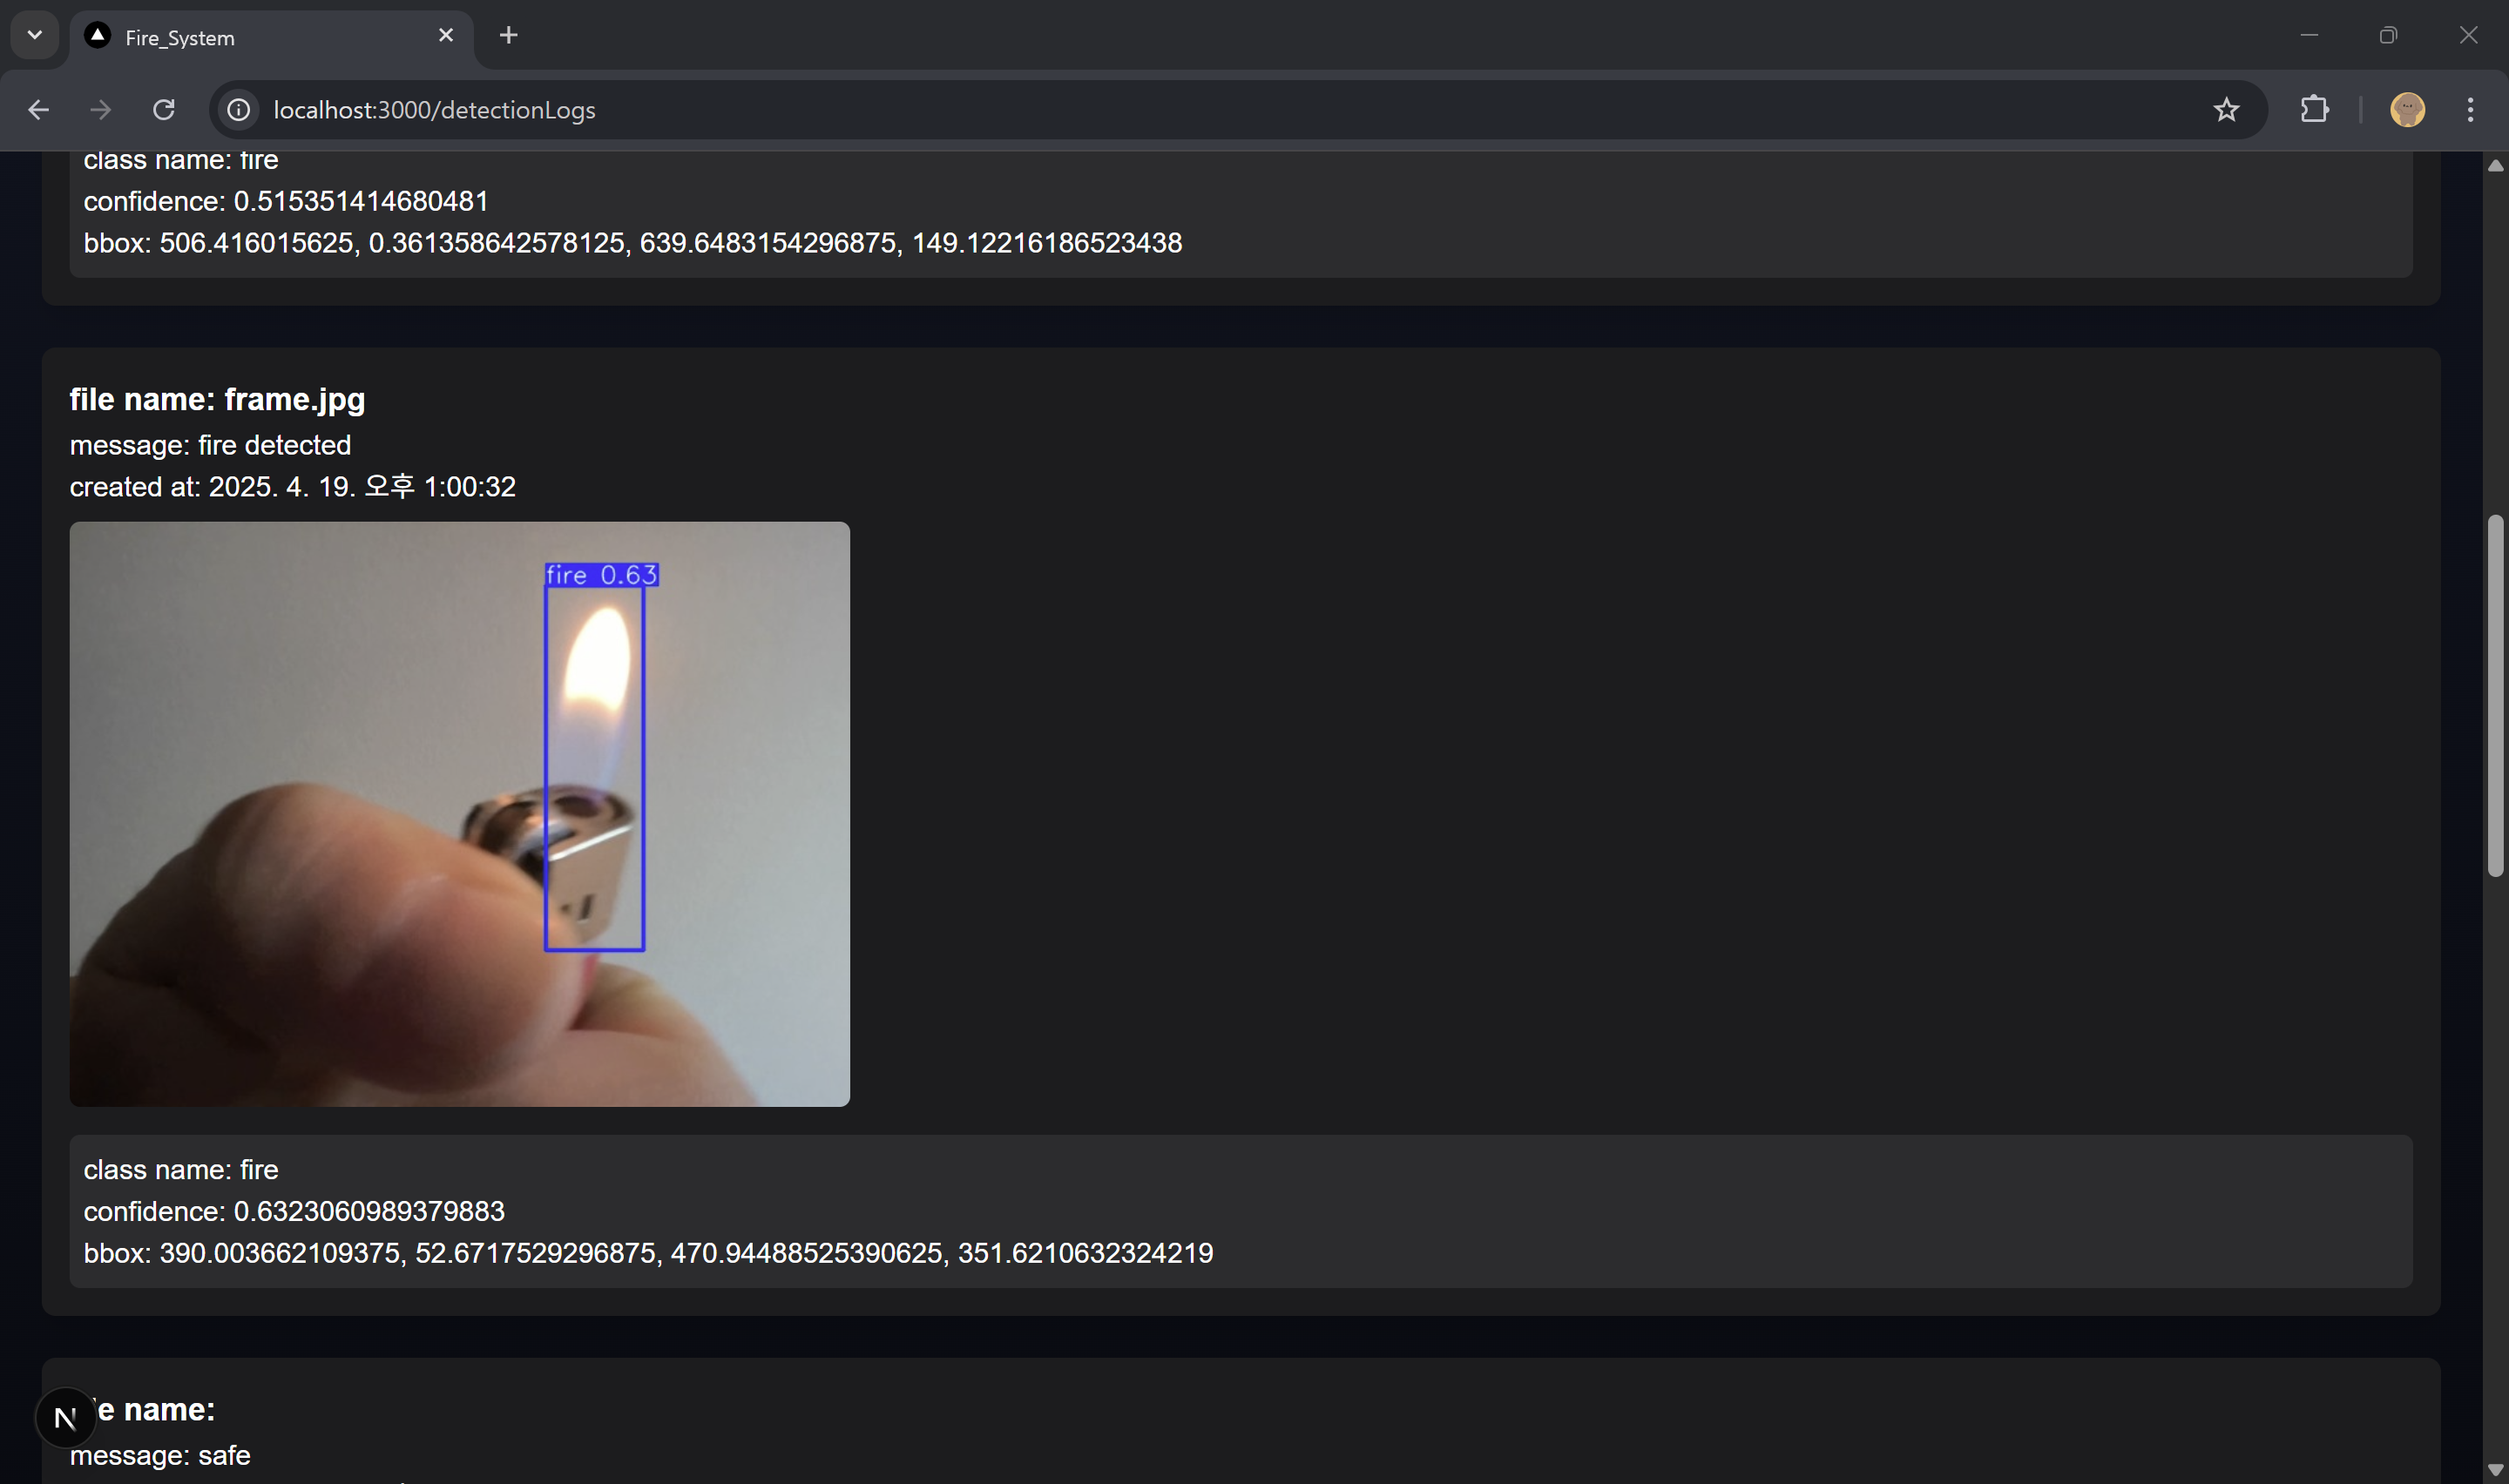 Fire_System
localhost:3000/detectionLogs
class name: fire
confidence: 0.515351414680481
bbox: 506.416015625, 0.361358642578125, 639.6483154296875, 149.12216186523438
file name: frame.jpg
message: fire detected
created at: 2025. 4. 19. 오후 1:00:32
fire 0.63
class name: fire
confidence: 0.6323060989379883
bbox: 390.003662109375, 52.6717529296875, 470.94488525390625, 351.6210632324219
N
name:
message: safe